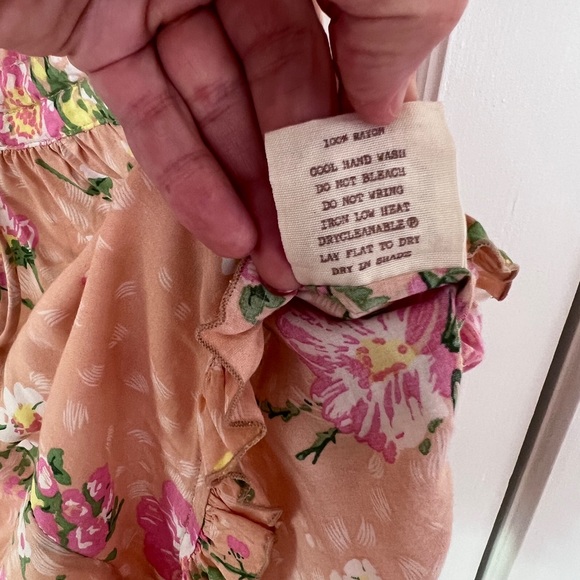 100% RAYON
COOL HAND WASH
DO NOT BLEACH
DO NOT WRING
IRON LOW HEAT
DRYCLEANABLE Ⓟ
LAY FLAT TO DRY
DRY IN SHADE